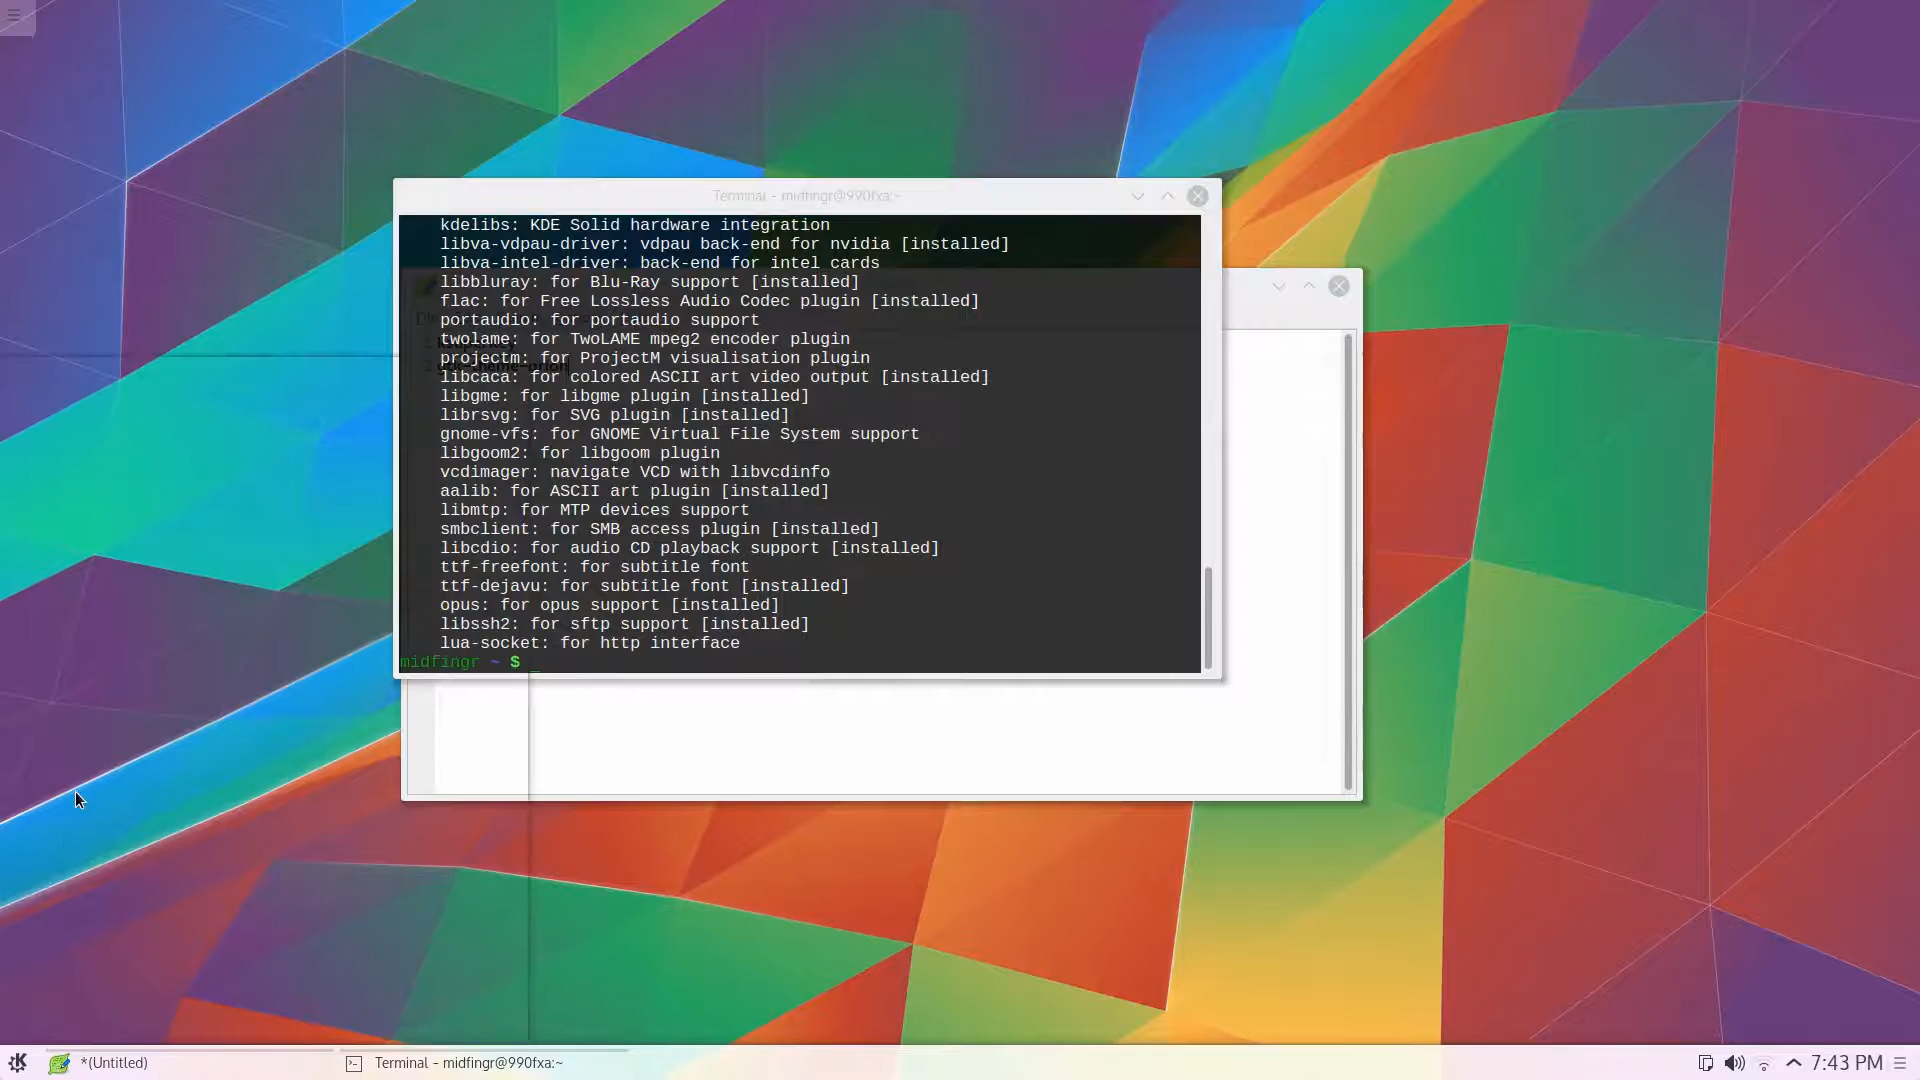 Terminal - midfingr@990fxa:~
kdelibs: KDE Solid hardware integration
libva-vdpau-driver: vdpau back-end for nvidia [installed]
libva-intel-driver: back-end for intel cards
libbluray: for Blu-Ray support [installed]
flac: for Free Lossless Audio Codec plugin [installed]
portaudio: for portaudio support
twolame: for TwoLAME mpeg2 encoder plugin
projectm: for ProjectM visualisation plugin
libcaca: for colored ASCII art video output [installed]
libgme: for libgme plugin [installed]
librsvg: for SVG plugin [installed]
gnome-vfs: for GNOME Virtual File System support
libgoom2: for libgoom plugin
vcdimager: navigate VCD with libvcdinfo
aalib: for ASCII art plugin [installed]
libmtp: for MTP devices support
smbclient: for SMB access plugin [installed]
libcdio: for audio CD playback support [installed]
ttf-freefont: for subtitle font
ttf-dejavu: for subtitle font [installed]
opus: for opus support [installed]
libssh2: for sftp support [installed]
lua-socket: for http interface
midfingr ~ $ _
*(Untitled)
Terminal - midfingr@990fxa:~
7:43 PM